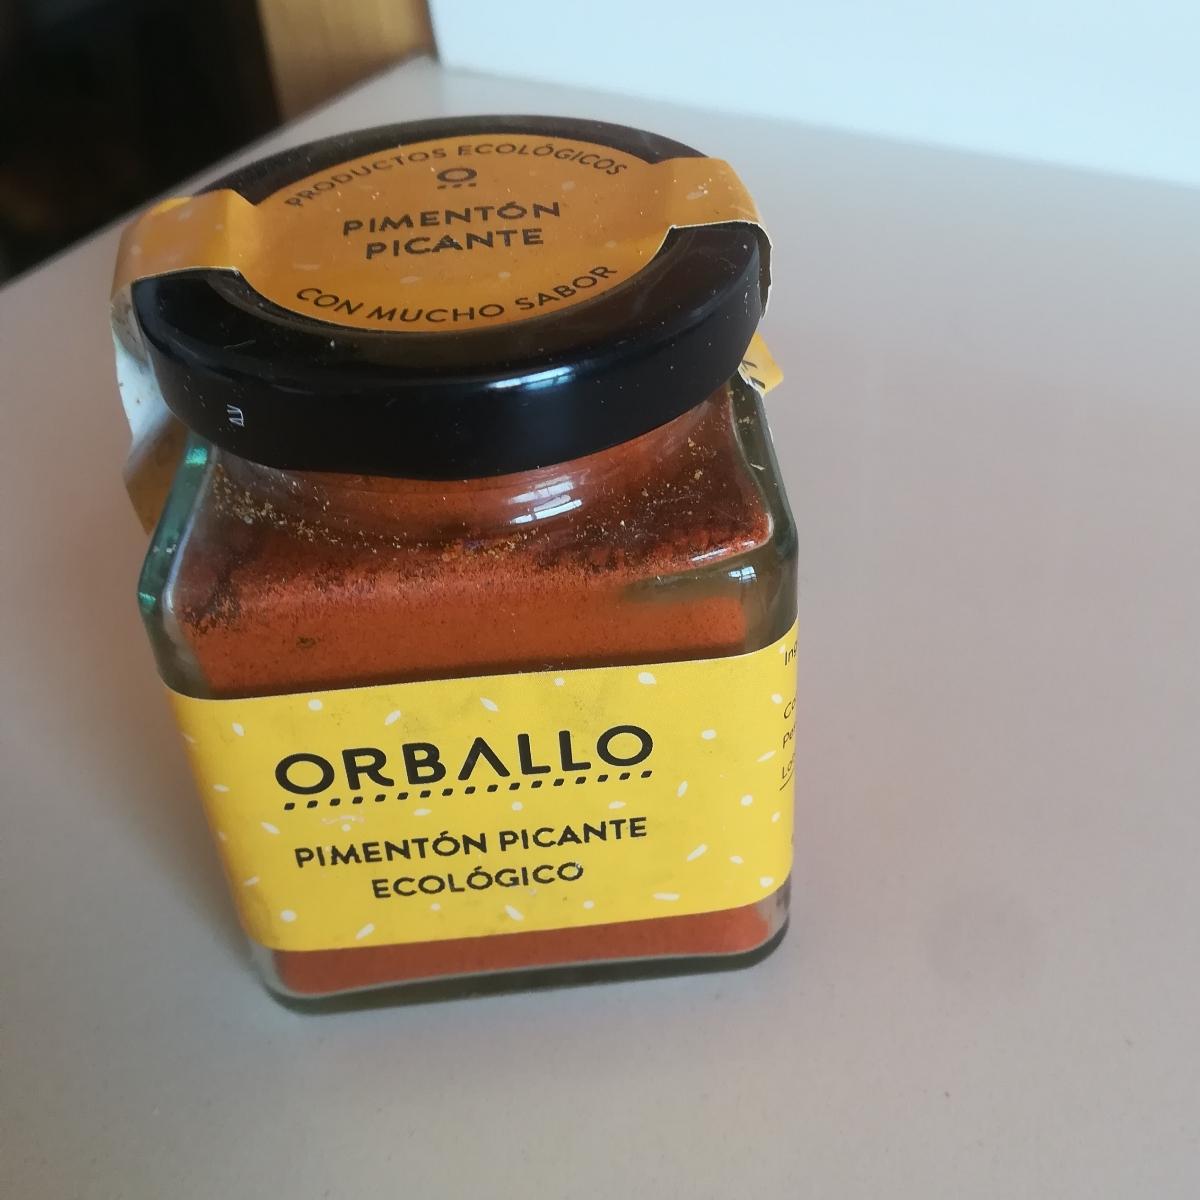 PRODUCTOS ECOLÓGICOS
PIMENTÓN
PICANTE
CON MUCHO SABOR
ORBALLO
PIMENTÓN PICANTE
ECOLÓGICO